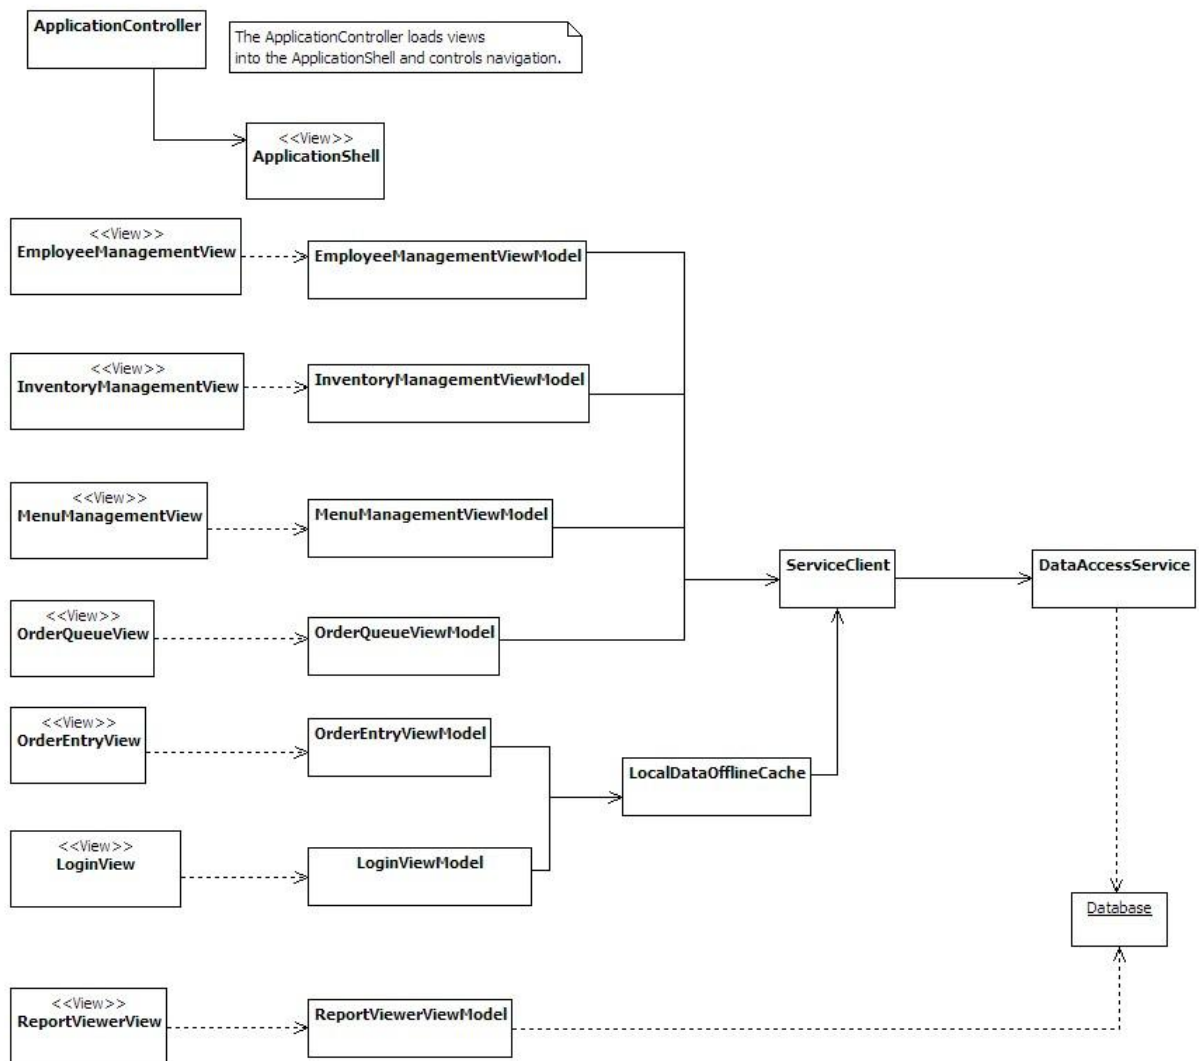 ApplicationController
The ApplicationController loads views
into the ApplicationShell and controls navigation.
<<View>>
ApplicationShell
<<View>>
EmployeeManagementView
EmployeeManagementViewModel
<<View>>
InventoryManagementView
InventoryManagementViewModel
<<View>>
MenuManagementView
MenuManagementViewModel
ServiceClient
DataAccessService
<<View>>
OrderQueueView
OrderQueueViewModel
<<View>>
OrderEntryView
OrderEntryViewModel
LocalDataOfflineCache
<<View>>
LoginView
LoginViewModel
Database
<<View>>
ReportViewerView
ReportViewerViewModel